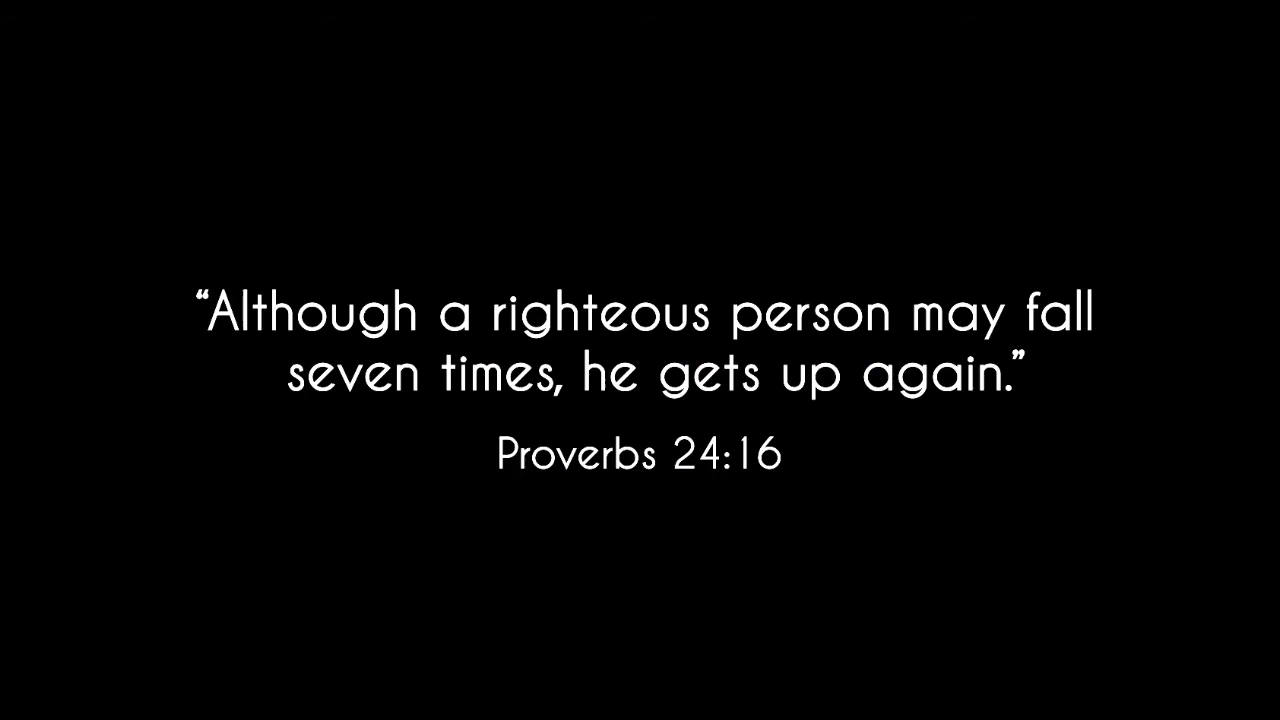 “Although a righteous person may fall
seven times, he gets up again.”
Proverbs 24:16